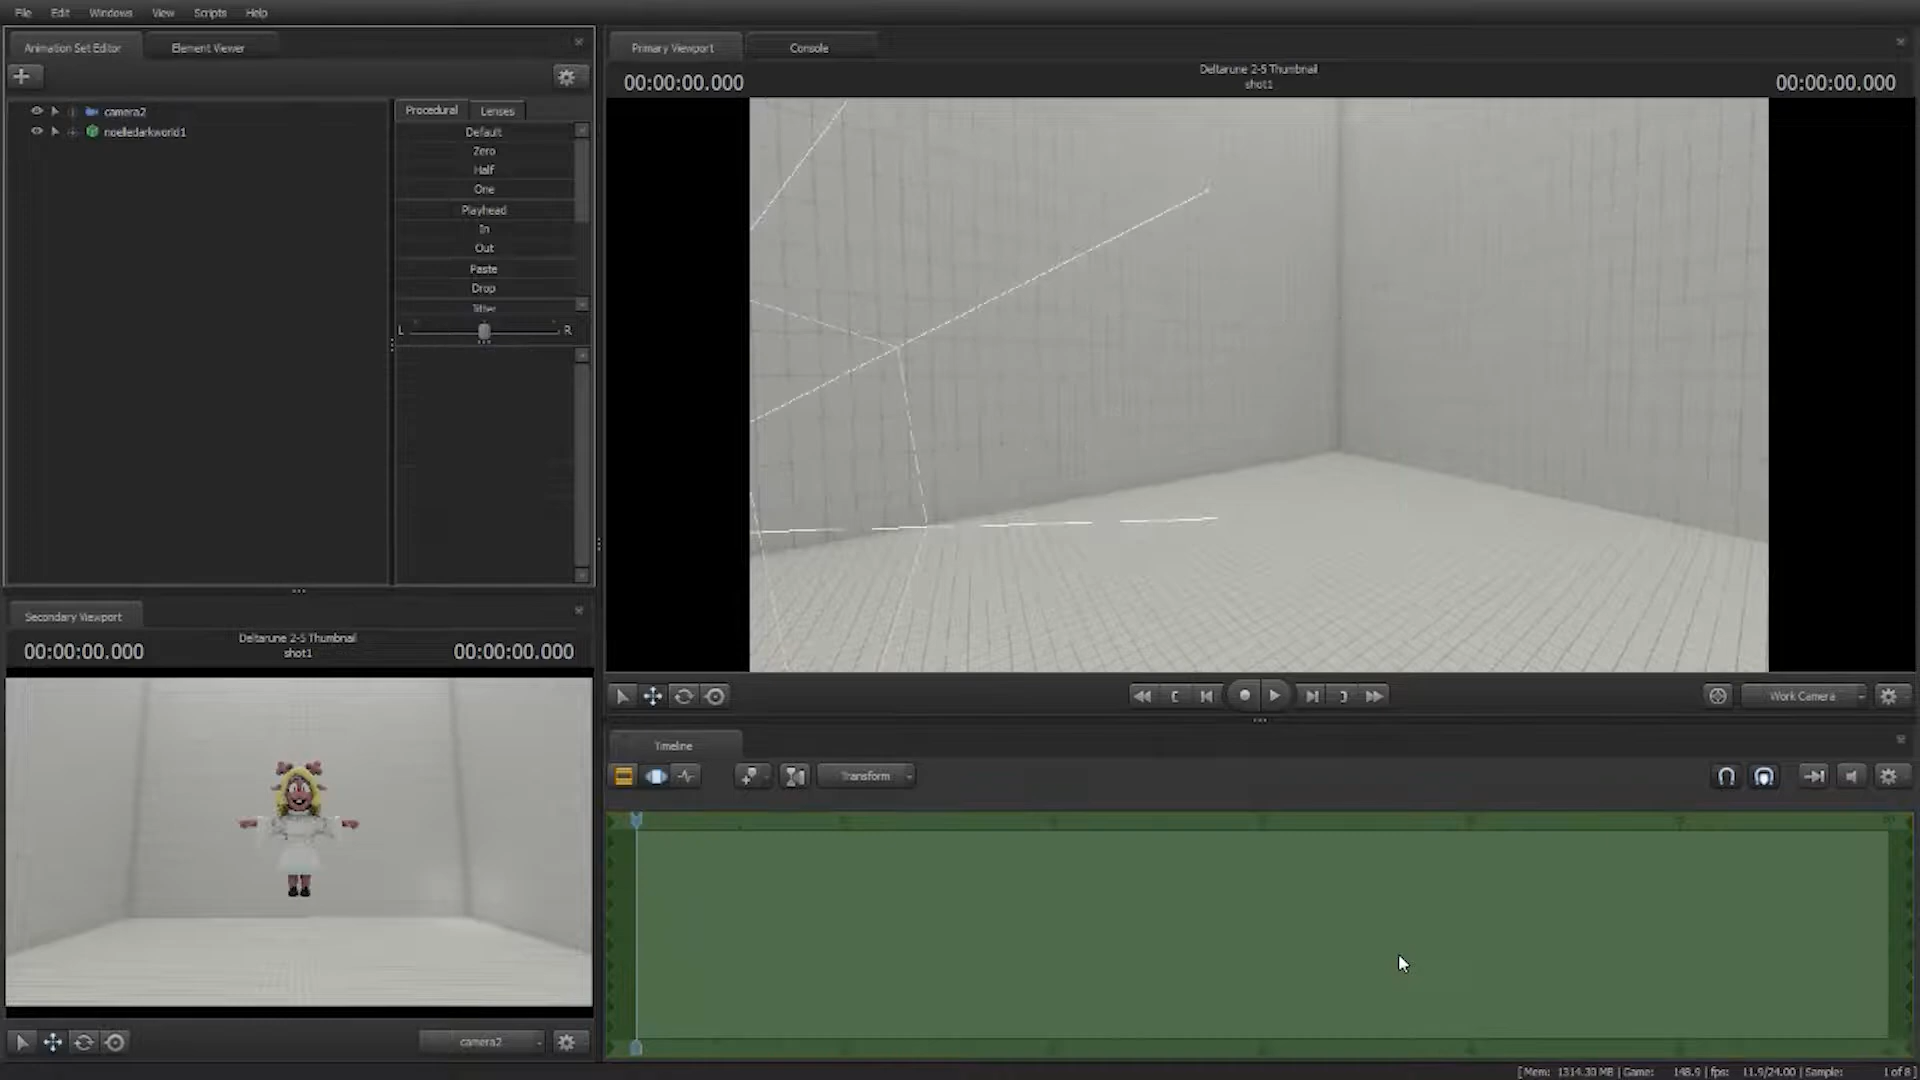 File Edit Windows View Scripts Help
Animation Set Editor Element Viewer
camera2
noelledarkworld1
Procedural Lenses
Default
Zero
Half
One
Playhead
In
Out
Paste
Drop
Jitter
L R
Primary Viewport Console
00:00:00.000 Deltarune 2-5 Thumbnail 00:00:00.000
shot1
Secondary Viewport
00:00:00.000 Deltarune 2-5 Thumbnail 00:00:00.000
shot1
camera2
Work Camera
Timeline
Transform
[ Mem: 1314.30 MB | Game: 148.9 | fps: 11.9/24.00 | Sample: 1 of 8 ]